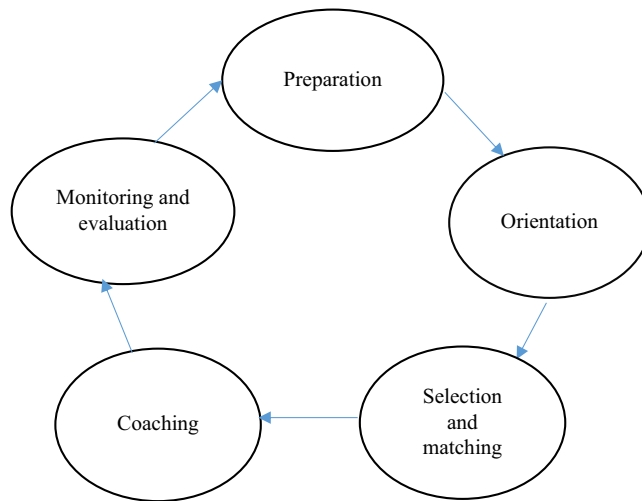 Preparation
Orientation
Selection
and
matching
Coaching
Monitoring and
evaluation